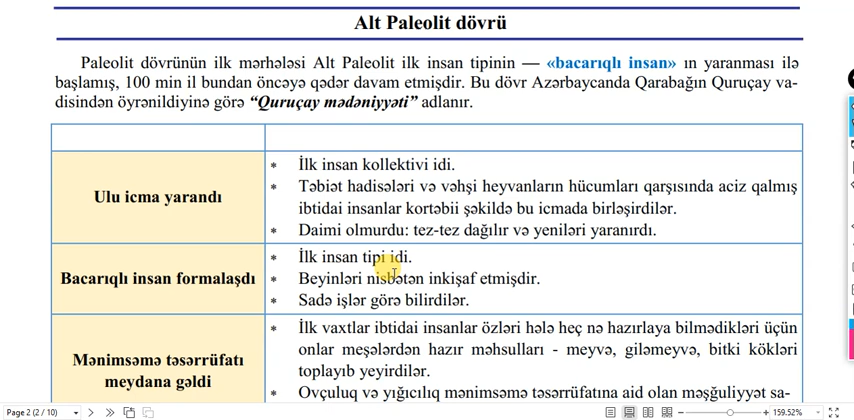 Alt Paleolit dövrü
Paleolit dövrünün ilk mərhələsi Alt Paleolit ilk insan tipinin — «bacarıqlı insan» ın yaranması ilə
başlamış, 100 min il bundan öncəyə qədər davam etmişdir. Bu dövr Azərbaycanda Qarabağın Quruçay va-
disindən öyrənildiyinə görə “Quruçay mədəniyyəti” adlanır.
Ulu icma yarandı
* İlk insan kollektivi idi.
* Təbiət hadisələri və vəhşi heyvanların hücumları qarşısında aciz qalmış
ibtidai insanlar kortəbii şəkildə bu icmada birləşirdilər.
* Daimi olmurdu: tez-tez dağılır və yeniləri yaranırdı.
Bacarıqlı insan formalaşdı
* İlk insan tipi idi.
* Beyinləri nisbətən inkişaf etmişdir.
* Sadə işlər görə bilirdilər.
Mənimsəmə təsərrüfatı
meydana gəldi
* İlk vaxtlar ibtidai insanlar özləri hələ heç nə hazırlaya bilmədikləri üçün
onlar meşələrdən hazır məhsulları - meyvə, giləmeyvə, bitki kökləri
toplayıb yeyirdilər.
* Ovçuluq və yığıcılıq mənimsəmə təsərrüfatına aid olan məşğuliyyət sa-
Page 2 (2 / 10)
159.52%